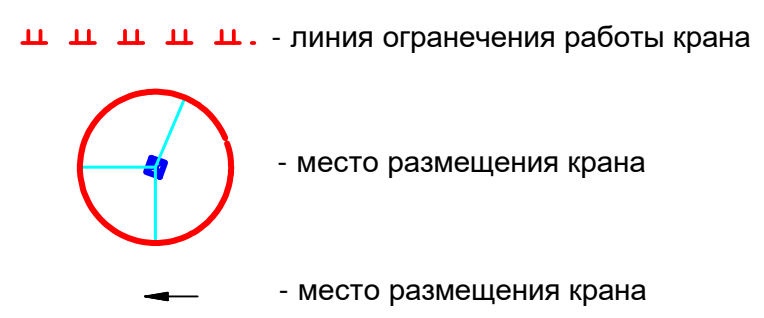 - линия огранечения работы крана
- место размещения крана
- место размещения крана